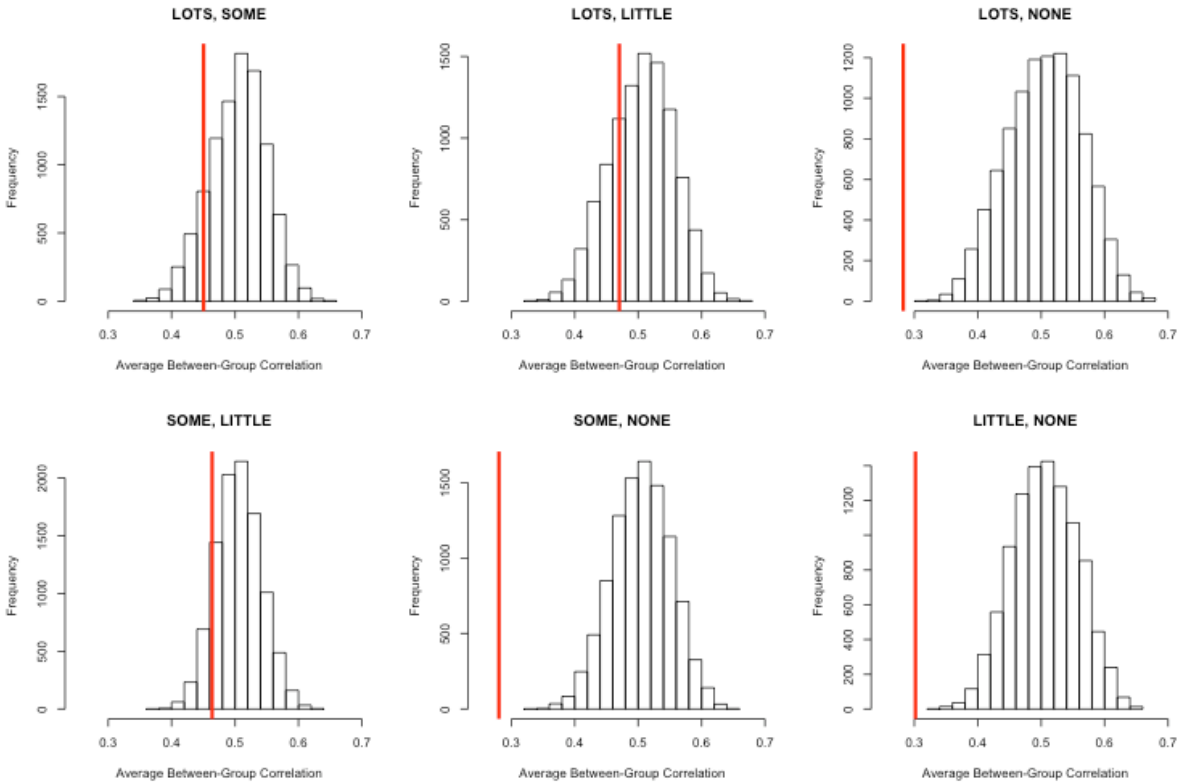 LOTS, SOME
Frequency
0
500
1000
1500
0.3 0.4 0.5 0.6 0.7
Average Between-Group Correlation
LOTS, LITTLE
Frequency
0
500
1000
1500
0.3 0.4 0.5 0.6 0.7
Average Between-Group Correlation
LOTS, NONE
Frequency
0
200
400
600
800
1000
1200
0.3 0.4 0.5 0.6 0.7
Average Between-Group Correlation
SOME, LITTLE
Frequency
0
500
1000
1500
2000
0.3 0.4 0.5 0.6 0.7
Average Between-Group Correlation
SOME, NONE
Frequency
0
500
1000
1500
0.3 0.4 0.5 0.6 0.7
Average Between-Group Correlation
LITTLE, NONE
Frequency
0
200
400
600
800
1200
0.3 0.4 0.5 0.6 0.7
Average Between-Group Correlation